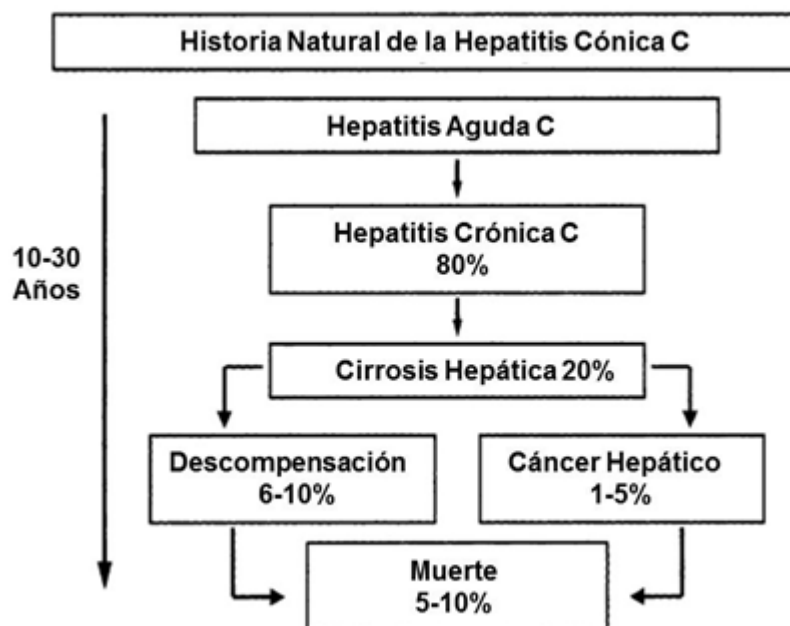 Historia Natural de la Hepatitis Cónica C
Hepatitis Aguda C
Hepatitis Crónica C
80%
10-30
Años
Cirrosis Hepática 20%
Descompensación
6-10%
Cáncer Hepático
1-5%
Muerte
5-10%